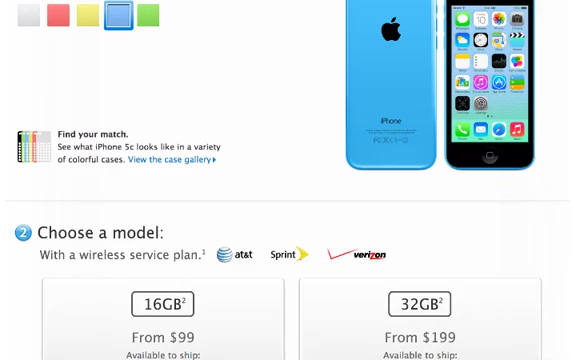 iPhone
Find your match.
See what iPhone 5c looks like in a variety
of colorful cases. View the case gallery
2 Choose a model:
With a wireless service plan.1 at&t Sprint verizon
16GB2 32GB2
From $99 From $199
Available to ship: Available to ship: